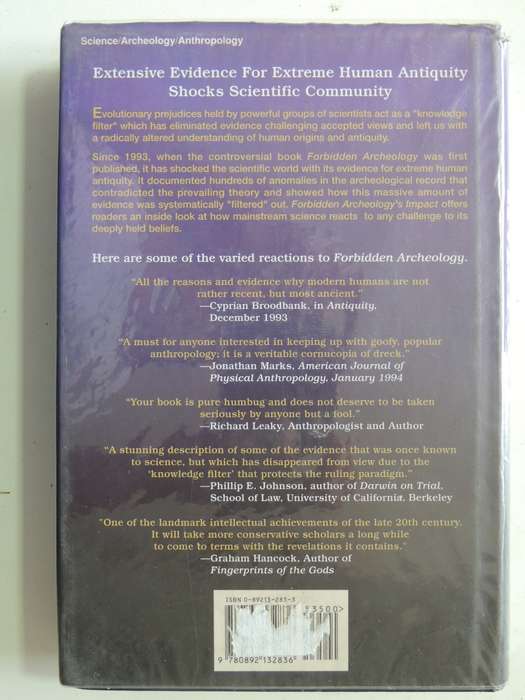 Science/Archeology/Anthropology
Extensive Evidence For Extreme Human Antiquity
Shocks Scientific Community
Evolutionary prejudices held by powerful groups of scientists act as a "knowledge
filter" which has eliminated evidence challenging accepted views and left us with
a radically altered understanding of human origins and antiquity.
Since 1993, when the controversial book Forbidden Archeology was first
published, it has shocked the scientific world with its evidence for extreme human
antiquity. It documented hundreds of anomalies in the archeological record that
contradicted the prevailing theory and showed how this massive amount of
evidence was systematically "filtered" out. Forbidden Archeology's Impact offers
readers an inside look at how mainstream science reacts to any challenge to its
deeply held beliefs.
Here are some of the varied reactions to Forbidden Archeology.
"All the reasons and evidence why modern humans are not
rather recent, but most ancient."
—Cyprian Broodbank, in Antiquity,
December 1993
"A must for anyone interested in keeping up with goofy, popular
anthropology; it is a veritable cornucopia of dreck."
—Jonathan Marks, American Journal of
Physical Anthropology, January 1994
"Your book is pure humbug and does not deserve to be taken
seriously by anyone but a fool."
—Richard Leaky, Anthropologist and Author
"A stunning description of some of the evidence that was once known
to science, but which has disappeared from view due to the
'knowledge filter' that protects the ruling paradigm."
—Phillip E. Johnson, author of Darwin on Trial,
School of Law, University of California, Berkeley
"One of the landmark intellectual achievements of the late 20th century.
It will take more conservative scholars a long while
to come to terms with the revelations it contains."
—Graham Hancock, Author of
Fingerprints of the Gods
ISBN 0-89213-283-3
53500>
9 780892 132836